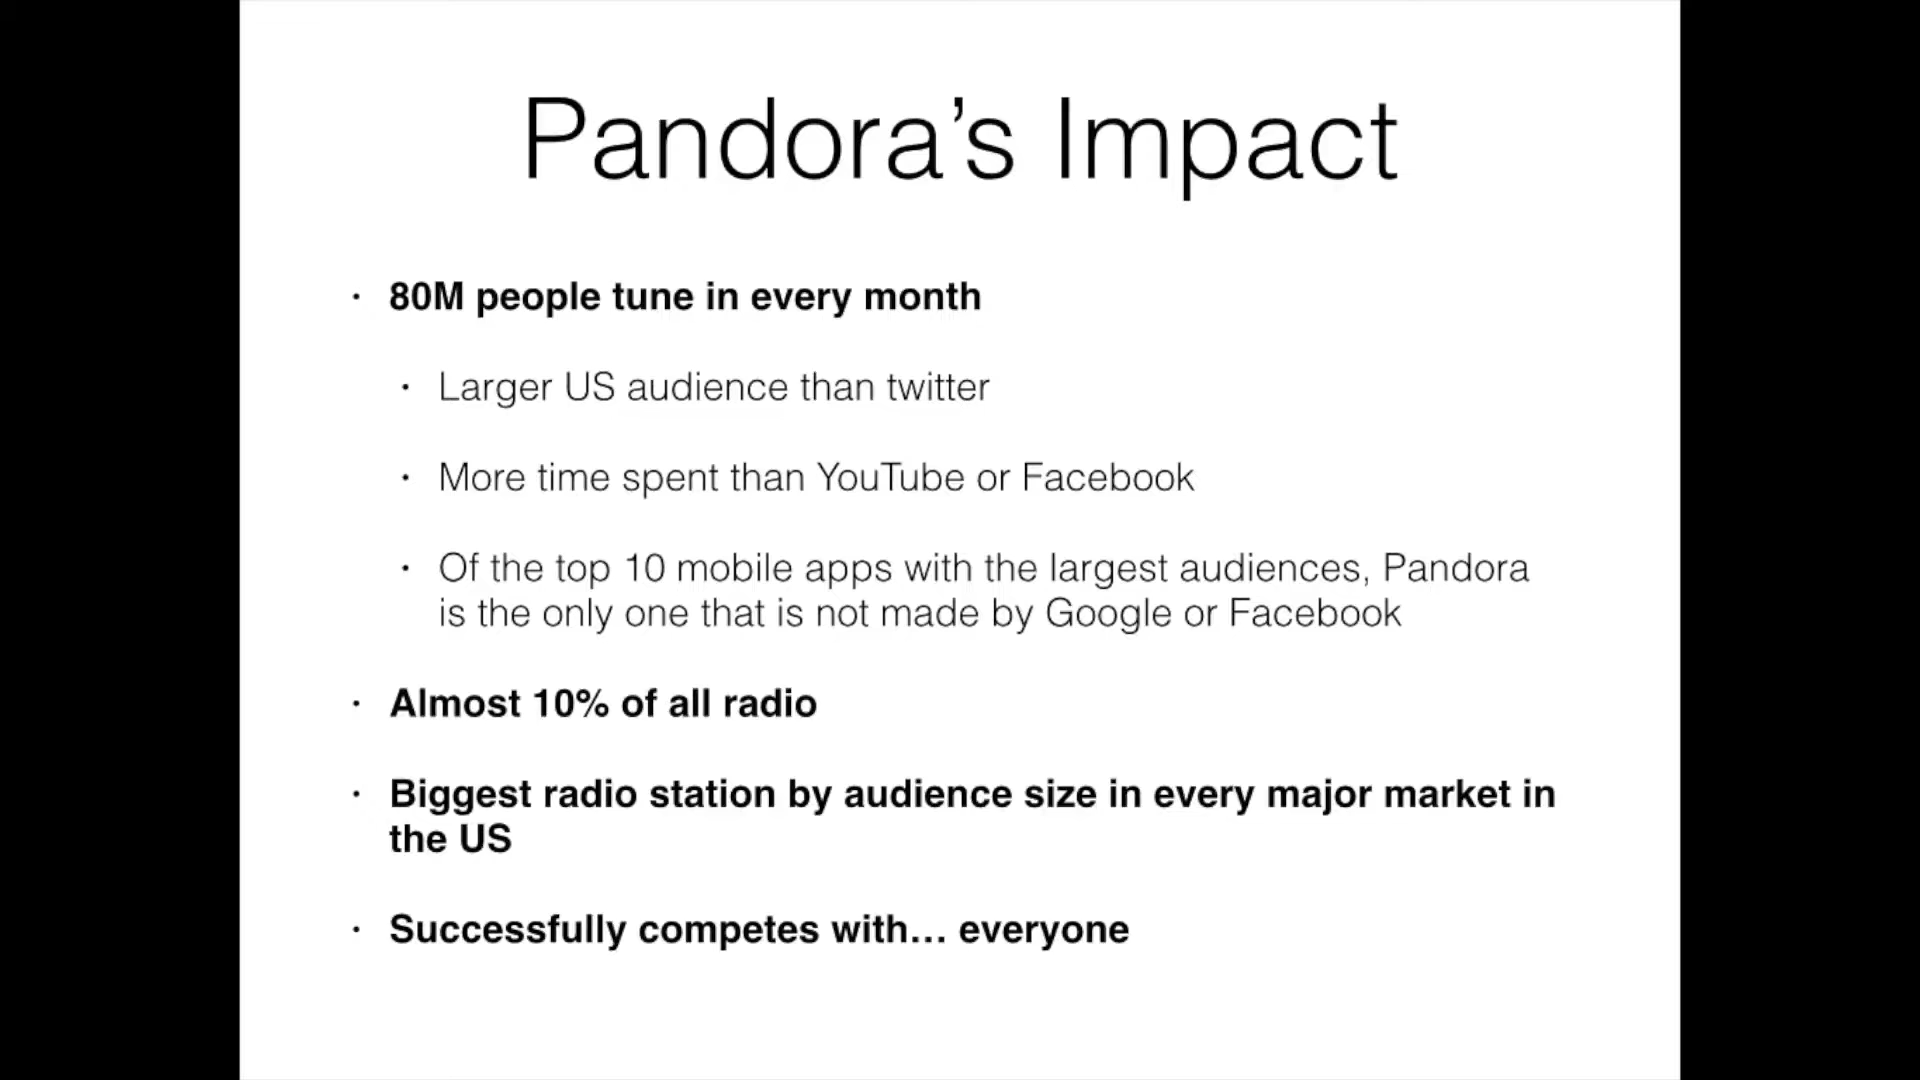 Pandora’s Impact
· 80M people tune in every month
· Larger US audience than twitter
· More time spent than YouTube or Facebook
· Of the top 10 mobile apps with the largest audiences, Pandora
is the only one that is not made by Google or Facebook
· Almost 10% of all radio
· Biggest radio station by audience size in every major market in
the US
· Successfully competes with… everyone